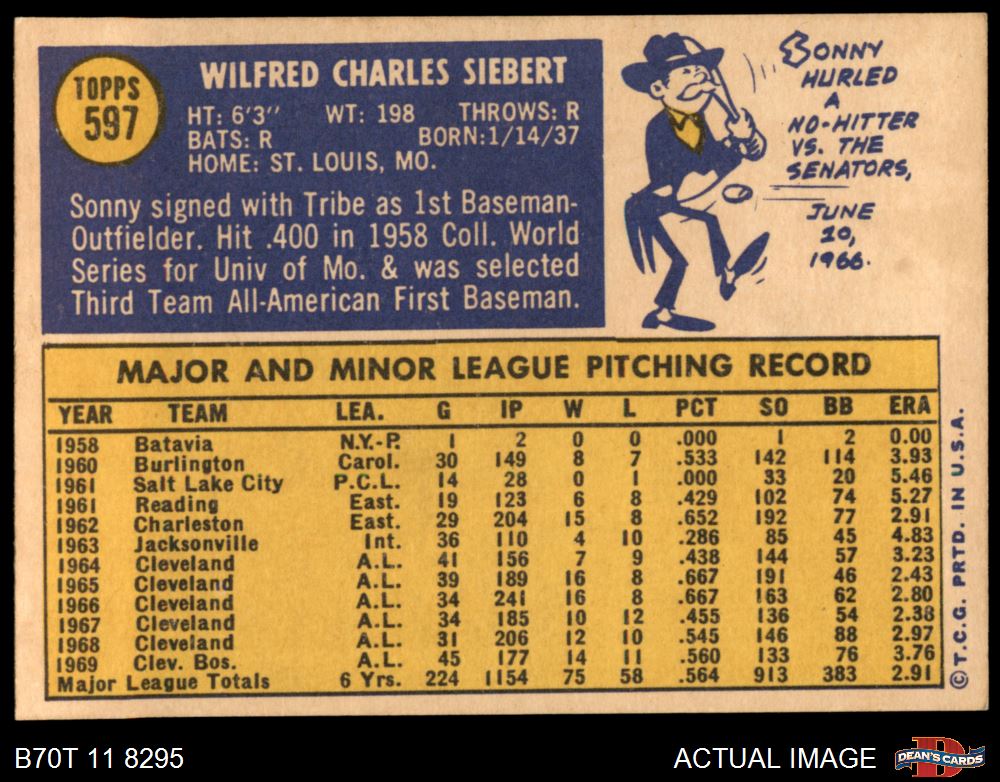 TOPPS
597
WILFRED CHARLES SIEBERT
HT: 6'3" WT: 198 THROWS: R
BATS: R BORN: 1/14/37
HOME: ST. LOUIS, MO.
Sonny signed with Tribe as 1st Baseman-
Outfielder. Hit .400 in 1958 Coll. World
Series for Univ of Mo. & was selected
Third Team All-American First Baseman.
SONNY
HURLED
A
NO-HITTER
VS. THE
SENATORS,
JUNE
10,
1966.
MAJOR AND MINOR LEAGUE PITCHING RECORD
YEAR TEAM LEA. G IP W L PCT SO BB ERA
1958 Batavia N.Y.-P. 1 2 0 0 .000 1 2 0.00
1960 Burlington Carol. 30 149 8 7 .533 142 114 3.93
1961 Salt Lake City P.C.L. 14 28 0 1 .000 33 20 5.46
1961 Reading East. 19 123 6 8 .429 102 74 5.27
1962 Charleston East. 29 204 15 8 .652 192 77 2.91
1963 Jacksonville Int. 36 110 4 10 .286 85 45 4.83
1964 Cleveland A.L. 41 156 7 9 .438 144 57 3.23
1965 Cleveland A.L. 39 189 16 8 .667 191 46 2.43
1966 Cleveland A.L. 34 241 16 8 .667 163 62 2.80
1967 Cleveland A.L. 34 185 10 12 .455 136 54 2.38
1968 Cleveland A.L. 31 206 12 10 .545 146 88 2.97
1969 Clev. Bos. A.L. 45 177 14 11 .560 133 76 3.76
Major League Totals 6 Yrs. 224 1154 75 58 .564 913 383 2.91
© T.C.G. PRTD. IN U.S.A.
B70T 11 8295
ACTUAL IMAGE
D
DEAN'S CARDS